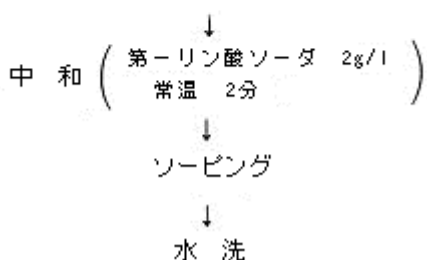 ↓
中 和 ( 第一リン酸ソーダ 2g/l
常温 2分 )
↓
ソーピング
↓
水 洗